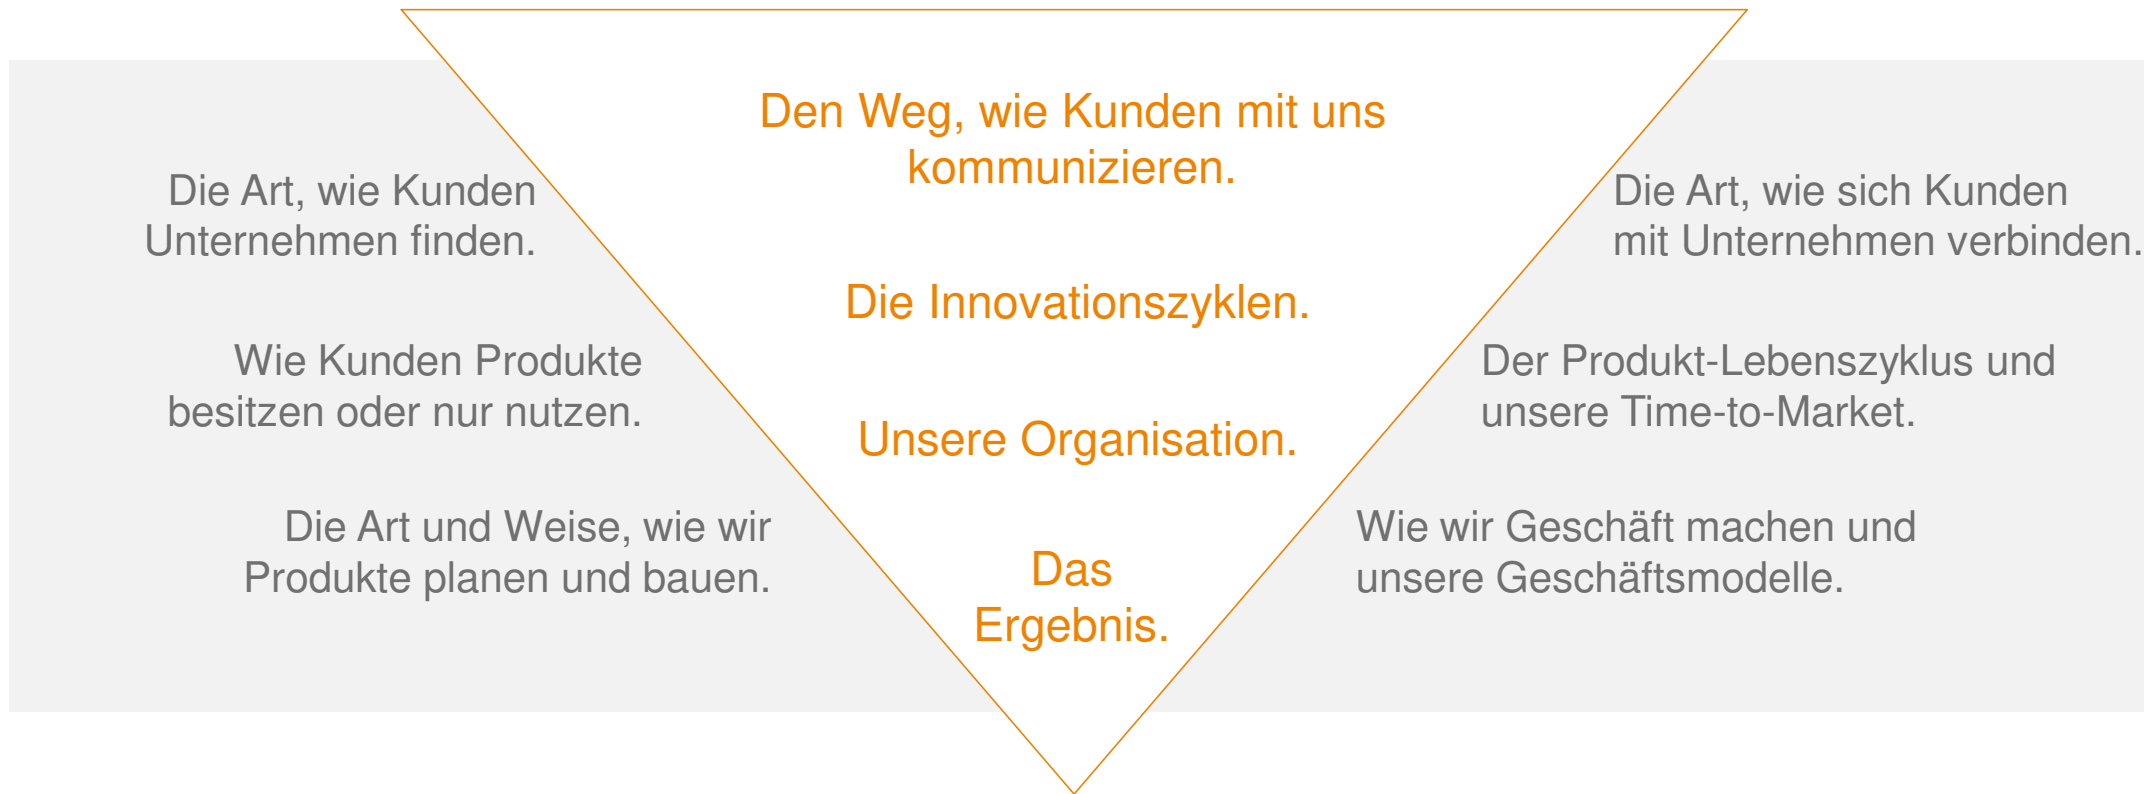 Den Weg, wie Kunden mit uns
kommunizieren.
Die Art, wie Kunden
Unternehmen finden.
Die Art, wie sich Kunden
mit Unternehmen verbinden.
Die Innovationszyklen.
Wie Kunden Produkte
besitzen oder nur nutzen.
Der Produkt-Lebenszyklus und
unsere Time-to-Market.
Unsere Organisation.
Die Art und Weise, wie wir
Produkte planen und bauen.
Wie wir Geschäft machen und
unsere Geschäftsmodelle.
Das
Ergebnis.